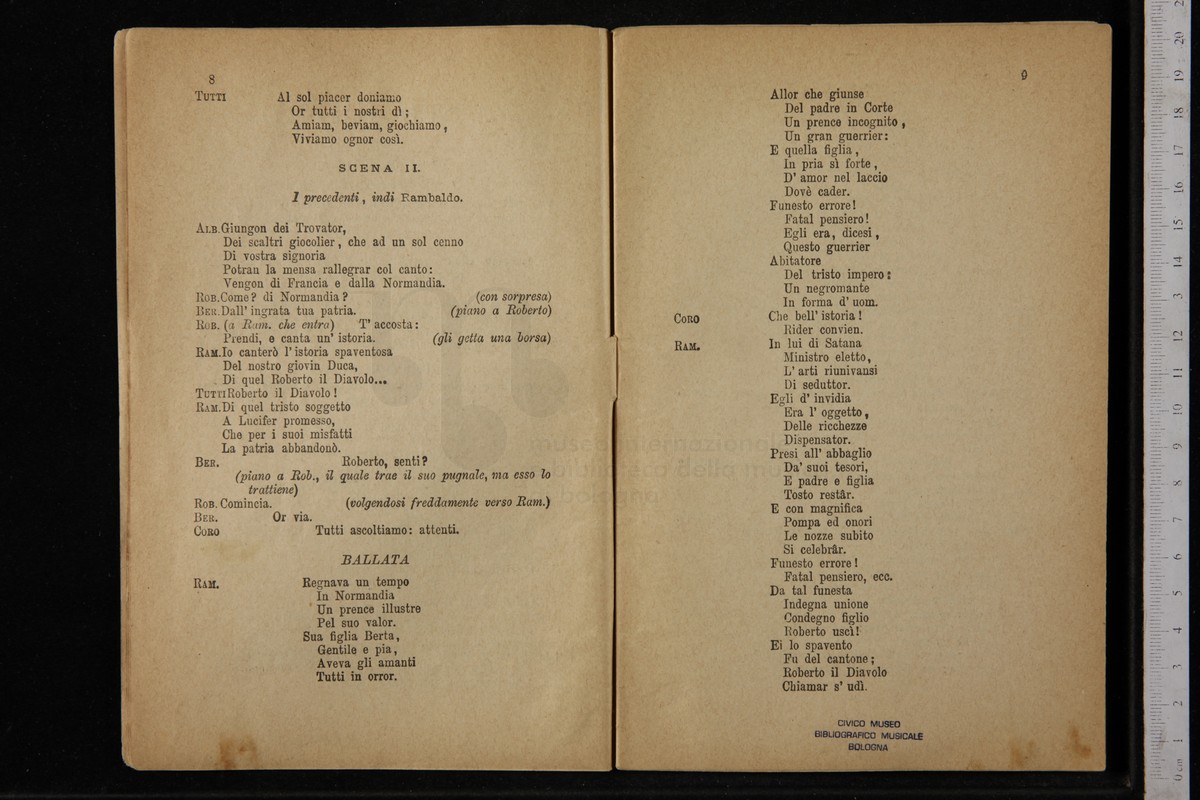 8
TUTTI Al sol piacer doniamo
Or tutti i nostri dì;
Amiam, beviam, giochiamo,
Viviamo ognor così.
SCENA II.
I precedenti, indi Rambaldo.
ALB. Giungon dei Trovator,
Dei scaltri giocolier, che ad un sol cenno
Di vostra signoria
Potran la mensa rallegrar col canto:
Vengon di Francia e dalla Normandia.
ROB. Come? di Normandia? (con sorpresa)
BER. Dall' ingrata tua patria. (piano a Roberto)
ROB. (a Ram. che entra) T' accosta:
Prendi, e canta un' istoria. (gli getta una borsa)
RAM. Io canterò l' istoria spaventosa
Del nostro giovin Duca,
Di quel Roberto il Diavolo...
TUTTI Roberto il Diavolo!
RAM. Di quel tristo soggetto
A Lucifer promesso,
Che per i suoi misfatti
La patria abbandonò.
BER. Roberto, senti?
(piano a Rob., il quale trae il suo pugnale, ma esso lo
trattiene)
ROB. Comincia. (volgendosi freddamente verso Ram.)
BER. Or via.
CORO Tutti ascoltiamo: attenti.
BALLATA
RAM. Regnava un tempo
In Normandia
Un prence illustre
Pel suo valor.
Sua figlia Berta,
Gentile e pia,
Aveva gli amanti
Tutti in orror.
9
Allor che giunse
Del padre in Corte
Un prence incognito,
Un gran guerrier:
E quella figlia,
In pria sì forte,
D' amor nel laccio
Dovè cader.
Funesto errore!
Fatal pensiero!
Egli era, dicesi,
Questo guerrier
Abitatore
Del tristo impero:
Un negromante
In forma d' uom.
CORO Che bell' istoria!
Rider convien.
RAM. In lui di Satana
Ministro eletto,
L' arti riunivansi
Di seduttor.
Egli d' invidia
Era l' oggetto,
Delle ricchezze
Dispensator.
Presi all' abbaglio
Da' suoi tesori,
E padre e figlia
Tosto restâr.
E con magnifica
Pompa ed onori
Le nozze subito
Si celebrâr.
Funesto errore!
Fatal pensiero, ecc.
Da tal funesta
Indegna unione
Condegno figlio
Roberto uscì!
Ei lo spavento
Fu del cantone;
Roberto il Diavolo
Chiamar s' udì.
CIVICO MUSEO
BIBLIOGRAFICO MUSICALE
BOLOGNA